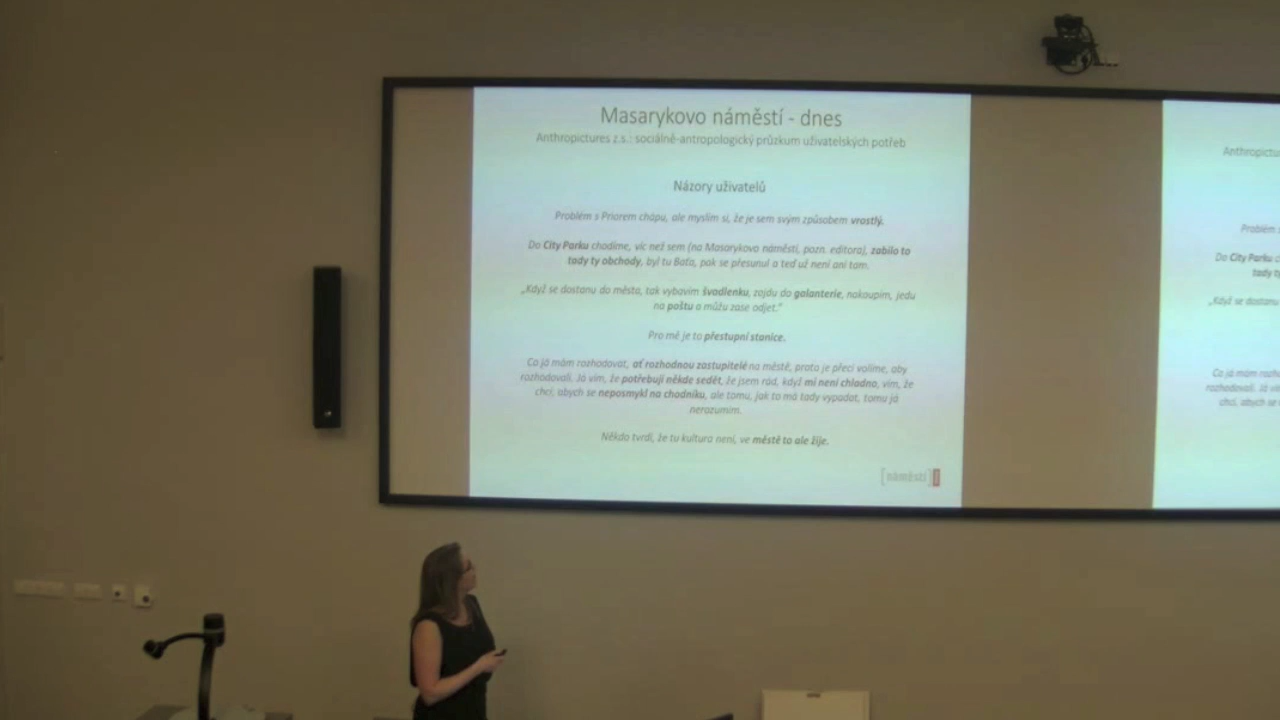 Masarykovo náměstí - dnes
Anthropictures z.s.: sociálně-antropologický průzkum uživatelských potřeb
Názory uživatelů
Problém s Priorem chápu, ale myslím si, že je sem svým způsobem vrostlý.
Do City Parku chodíme, víc než sem (na Masarykovo náměstí, pozn. editora), zabilo to
tady ty obchody, byl tu Baťa, pak se přesunul a teď už není ani tam.
„Když se dostanu do města, tak vybavím švadlenku, zajdu do galanterie, nakoupím, jedu
na poštu a můžu zase odjet.“
Pro mě je to přestupní stanice.
Co já mám rozhodovat, ať rozhodnou zastupitelé na městě, proto je přeci volíme, aby
rozhodovali. Já vím, že potřebuji někde sedět, že jsem rád, když mi není chladno, vím, že
chci, abych se neposmykl na chodníku, ale tomu, jak to má tady vypadat, tomu já
nerozumím.
Někdo tvrdí, že tu kultura není, ve městě to ale žije.
[náměstí]
Anthropictu
Problém s
Do City Parku c
tady t
„Když se dostanu
Co já mám rozho
rozhodovali. Já v
chci, abych se